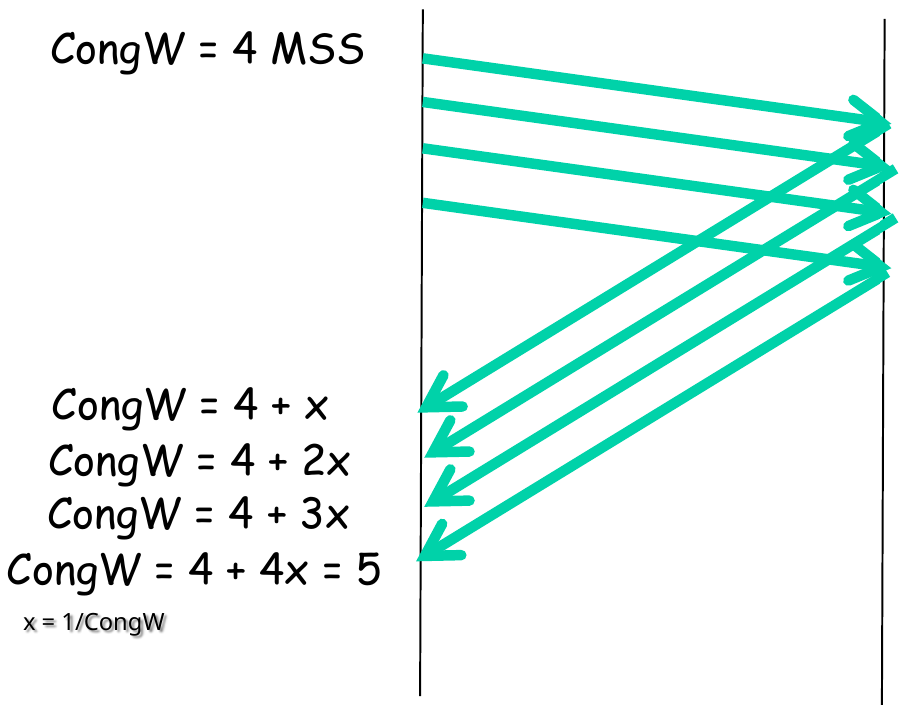 CongW = 4 MSS
CongW = 4 + x
CongW = 4 + 2x
CongW = 4 + 3x
CongW = 4 + 4x = 5
x = 1/CongW